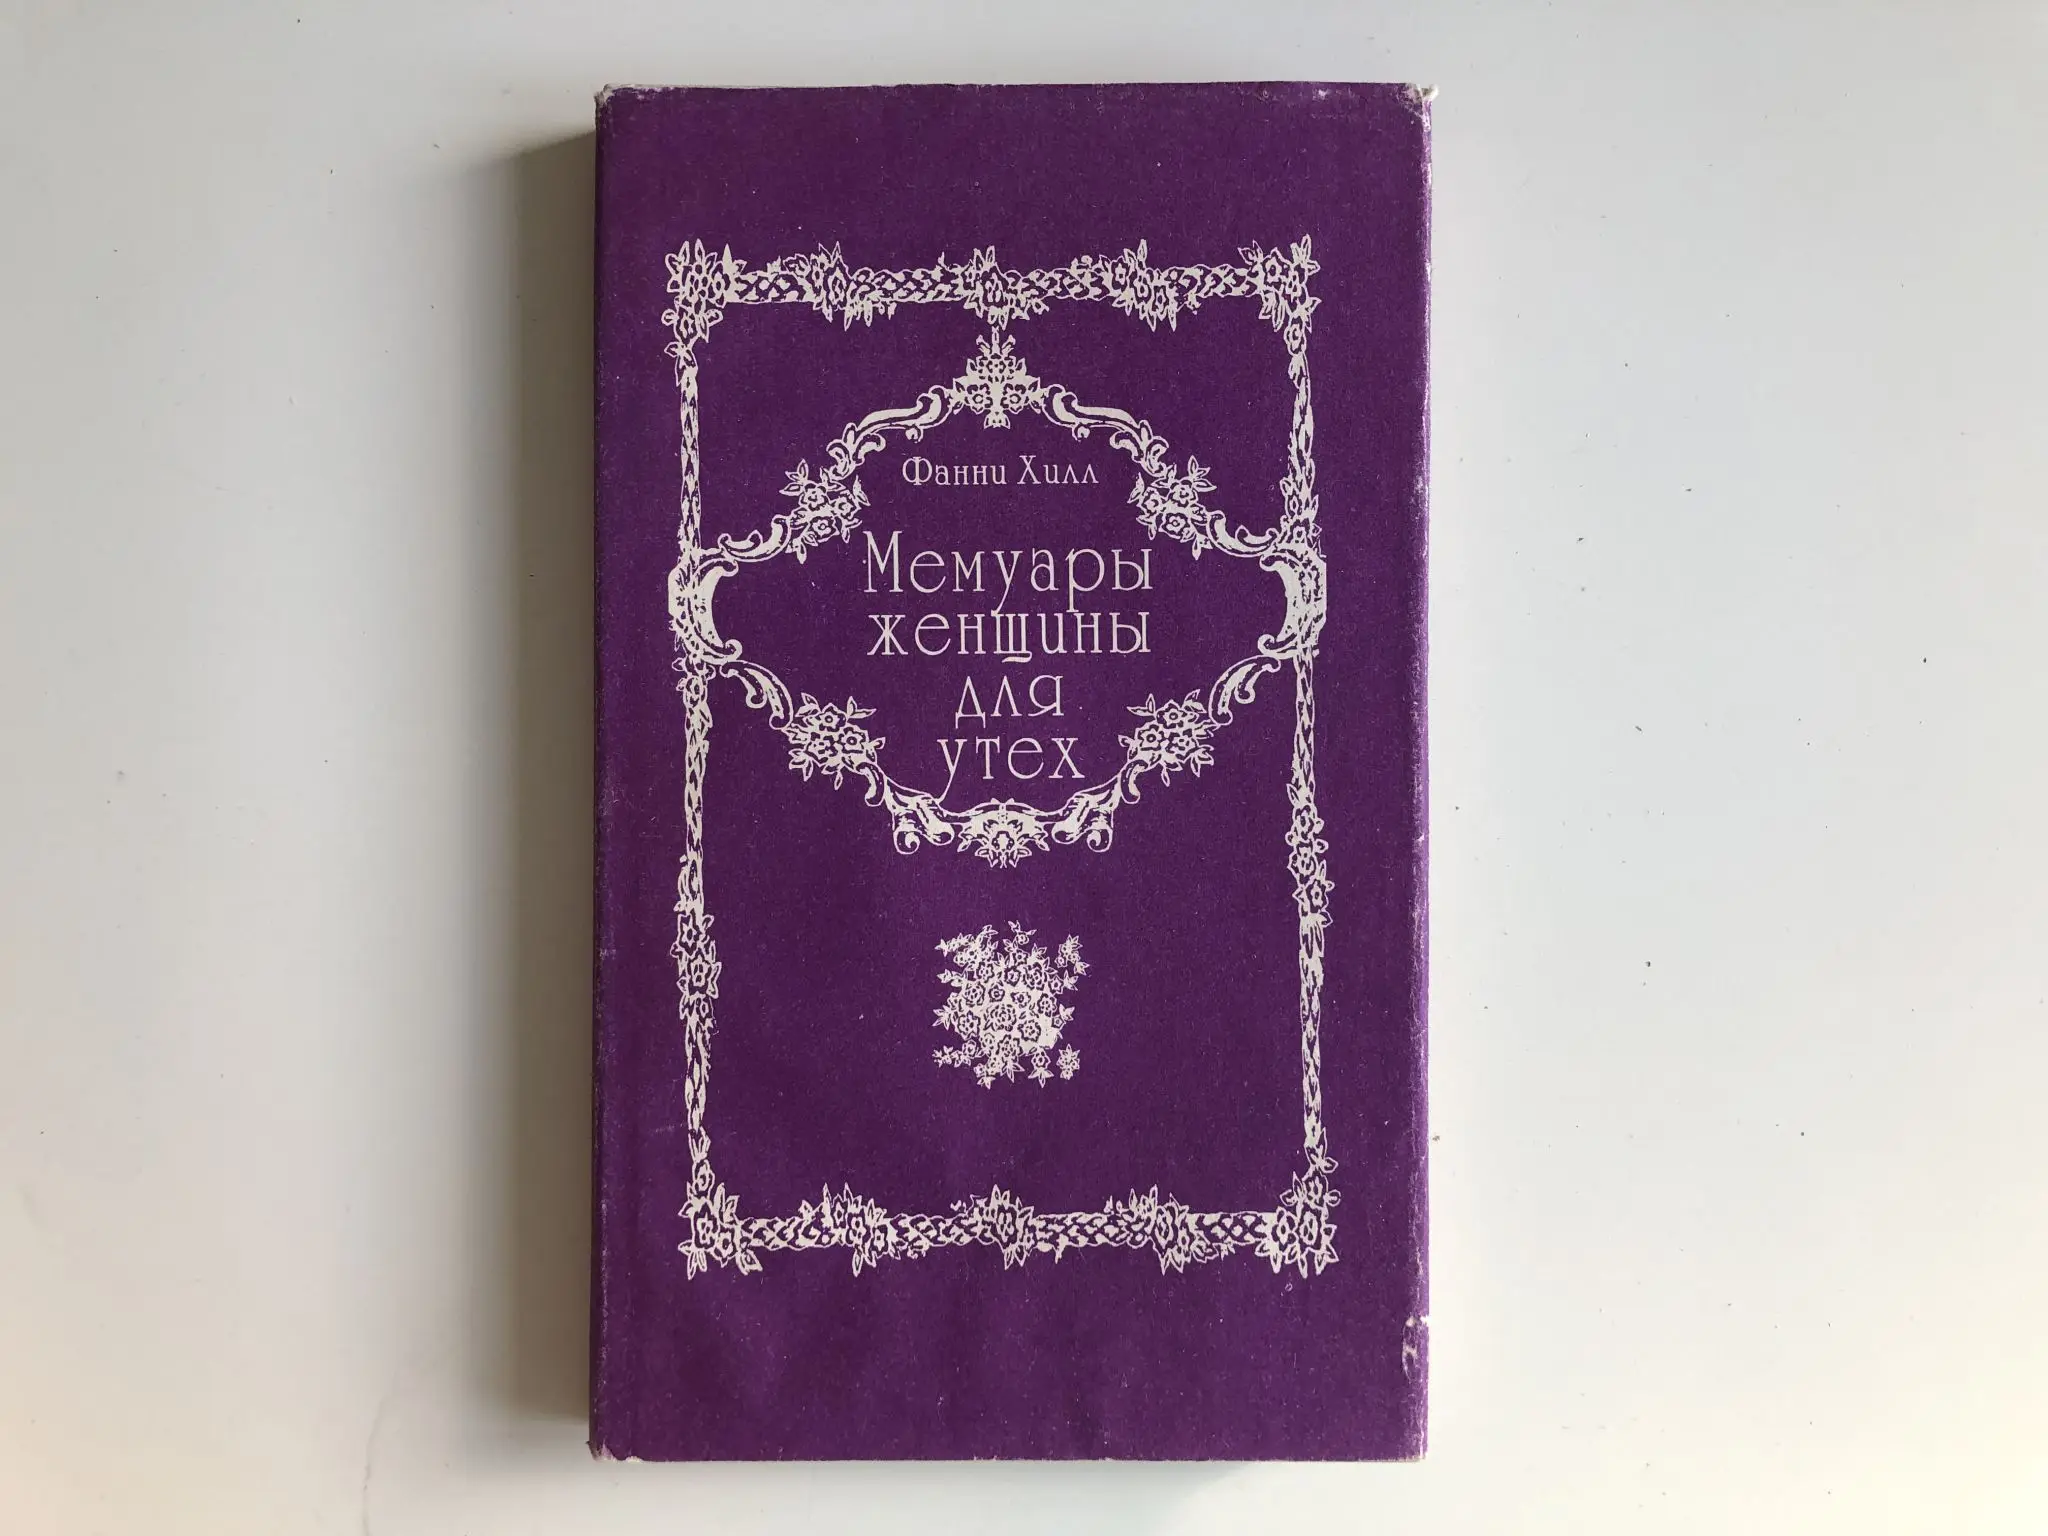 Фанни Хилл
Мемуары
женщины
для
утех